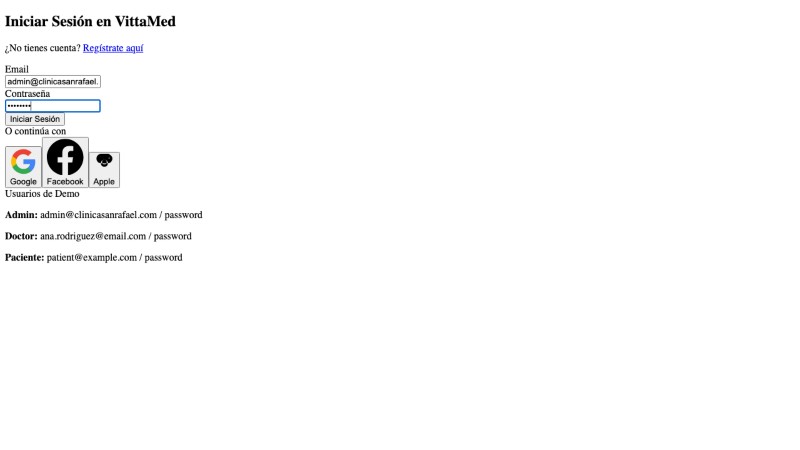 Iniciar Sesión en VittaMed
¿No tienes cuenta? Regístrate aquí
Email
admin@clinicasanrafael.
Contraseña
••••••••
Iniciar Sesión
O continúa con
Google Facebook Apple
Usuarios de Demo
Admin: admin@clinicasanrafael.com / password
Doctor: ana.rodriguez@email.com / password
Paciente: patient@example.com / password